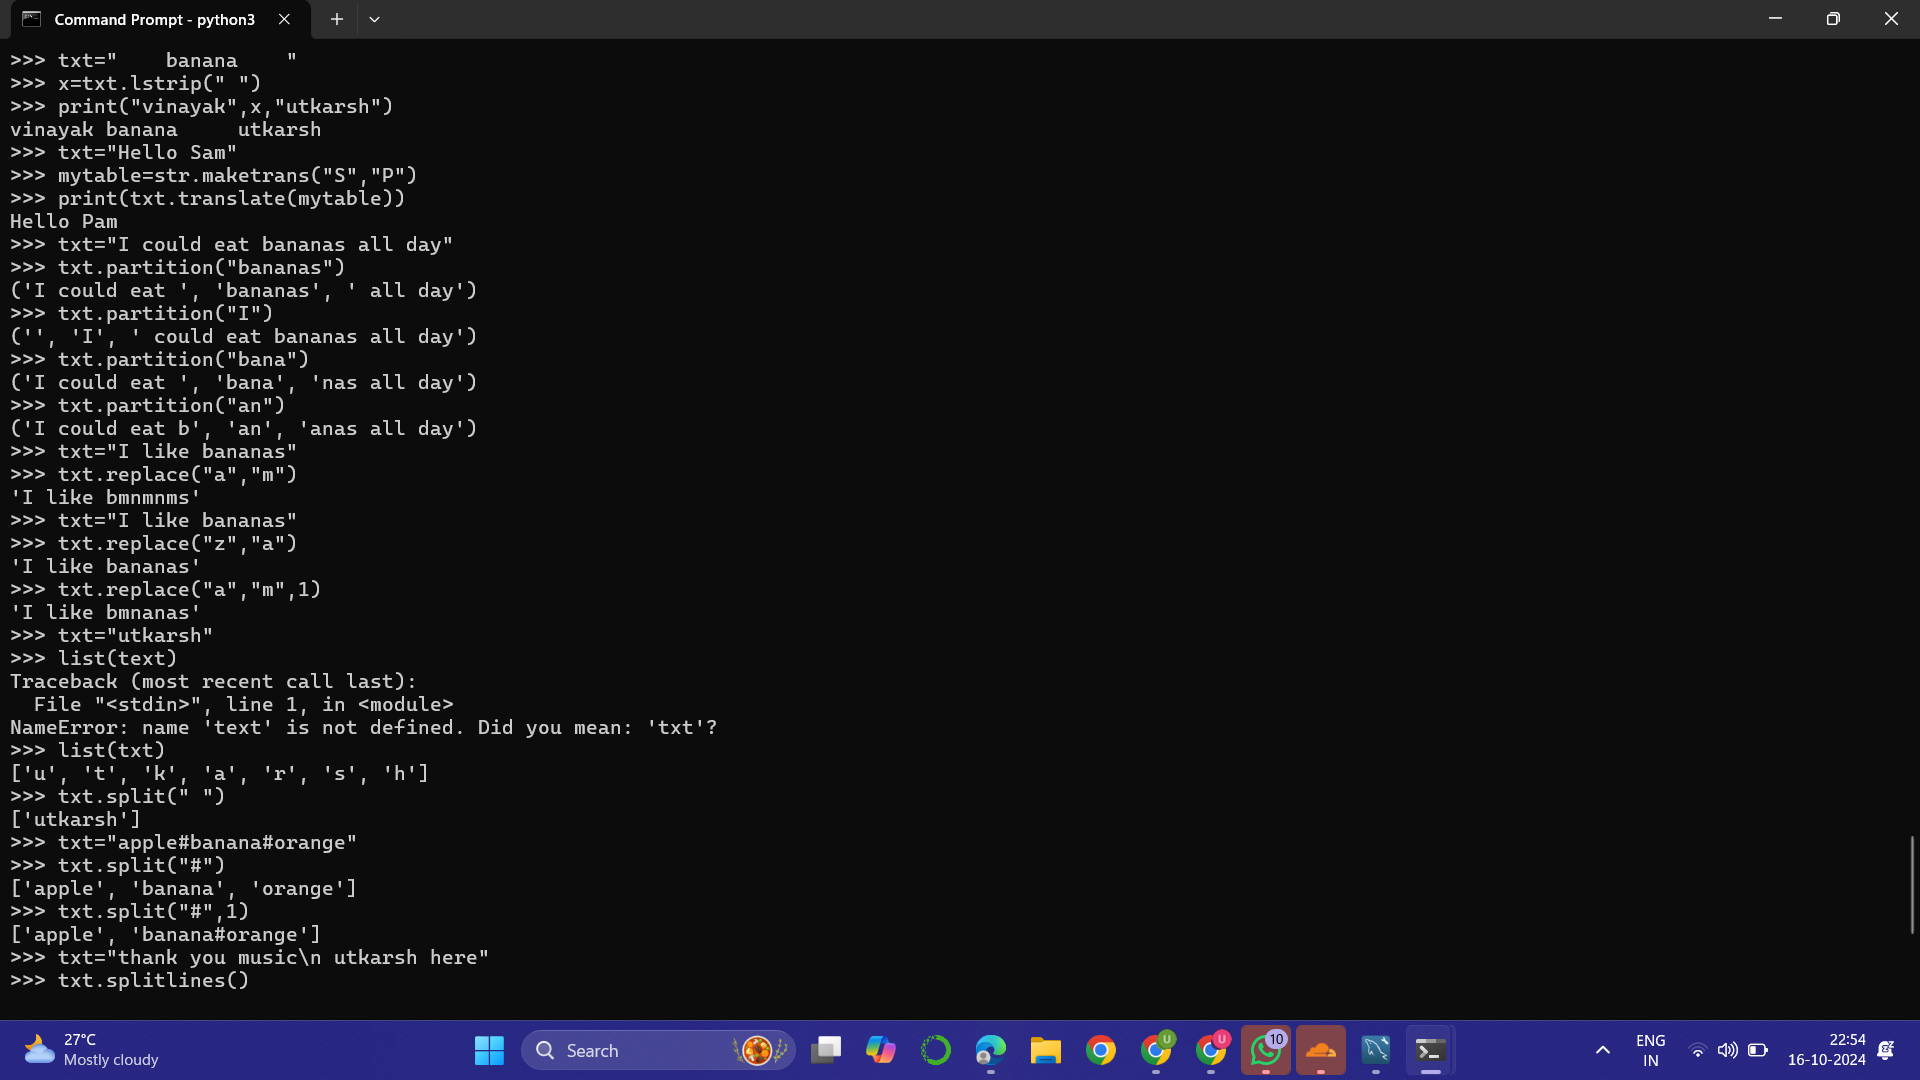 Command Prompt - python3
>>> txt="    banana    "
>>> x=txt.lstrip(" ")
>>> print("vinayak",x,"utkarsh")
vinayak banana     utkarsh
>>> txt="Hello Sam"
>>> mytable=str.maketrans("S","P")
>>> print(txt.translate(mytable))
Hello Pam
>>> txt="I could eat bananas all day"
>>> txt.partition("bananas")
('I could eat ', 'bananas', ' all day')
>>> txt.partition("I")
('', 'I', ' could eat bananas all day')
>>> txt.partition("bana")
('I could eat ', 'bana', 'nas all day')
>>> txt.partition("an")
('I could eat b', 'an', 'anas all day')
>>> txt="I like bananas"
>>> txt.replace("a","m")
'I like bmnmnms'
>>> txt="I like bananas"
>>> txt.replace("z","a")
'I like bananas'
>>> txt.replace("a","m",1)
'I like bmnanas'
>>> txt="utkarsh"
>>> list(text)
Traceback (most recent call last):
  File "<stdin>", line 1, in <module>
NameError: name 'text' is not defined. Did you mean: 'txt'?
>>> list(txt)
['u', 't', 'k', 'a', 'r', 's', 'h']
>>> txt.split(" ")
['utkarsh']
>>> txt="apple#banana#orange"
>>> txt.split("#")
['apple', 'banana', 'orange']
>>> txt.split("#",1)
['apple', 'banana#orange']
>>> txt="thank you music\n utkarsh here"
>>> txt.splitlines()
27°C
Mostly cloudy
Search
U
U
10
ENG
IN
22:54
16-10-2024